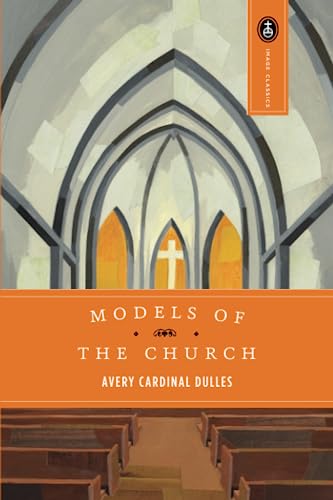 IMAGE CLASSICS
MODELS OF
THE CHURCH
AVERY CARDINAL DULLES